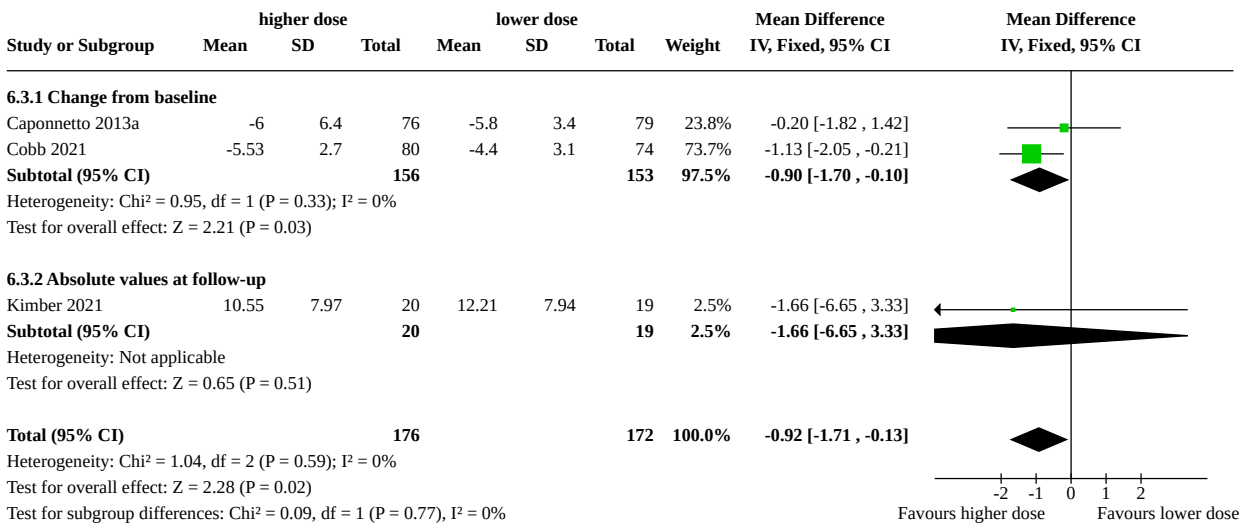 higher dose lower dose Mean Difference Mean Difference
Study or Subgroup Mean SD Total Mean SD Total Weight IV, Fixed, 95% CI IV, Fixed, 95% CI
6.3.1 Change from baseline
Caponnetto 2013a -6 6.4 76 -5.8 3.4 79 23.8% -0.20 [-1.82 , 1.42]
Cobb 2021 -5.53 2.7 80 -4.4 3.1 74 73.7% -1.13 [-2.05 , -0.21]
Subtotal (95% CI) 156 153 97.5% -0.90 [-1.70 , -0.10]
Heterogeneity: Chi² = 0.95, df = 1 (P = 0.33); I² = 0%
Test for overall effect: Z = 2.21 (P = 0.03)
6.3.2 Absolute values at follow-up
Kimber 2021 10.55 7.97 20 12.21 7.94 19 2.5% -1.66 [-6.65 , 3.33]
Subtotal (95% CI) 20 19 2.5% -1.66 [-6.65 , 3.33]
Heterogeneity: Not applicable
Test for overall effect: Z = 0.65 (P = 0.51)
Total (95% CI) 176 172 100.0% -0.92 [-1.71 , -0.13]
Heterogeneity: Chi² = 1.04, df = 2 (P = 0.59); I² = 0%
Test for overall effect: Z = 2.28 (P = 0.02)
-2 -1 0 1 2
Test for subgroup differences: Chi² = 0.09, df = 1 (P = 0.77), I² = 0% Favours higher dose Favours lower dose